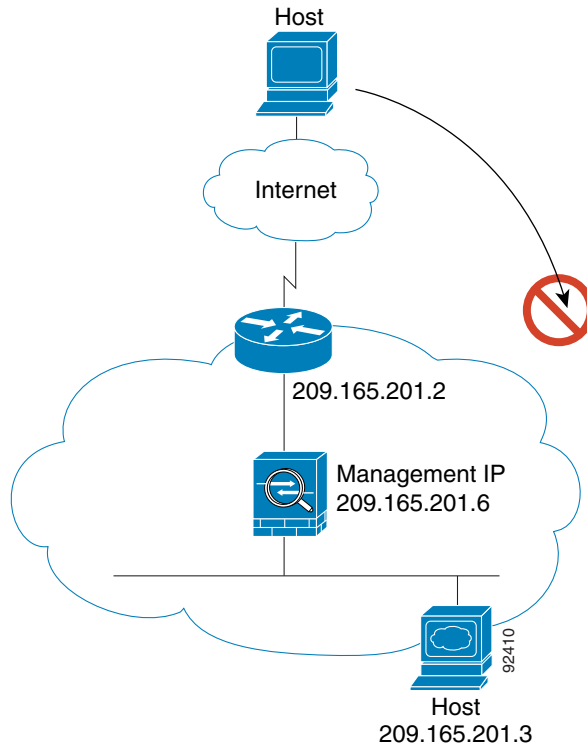 Host
Internet
209.165.201.2
Management IP
209.165.201.6
92410
Host
209.165.201.3